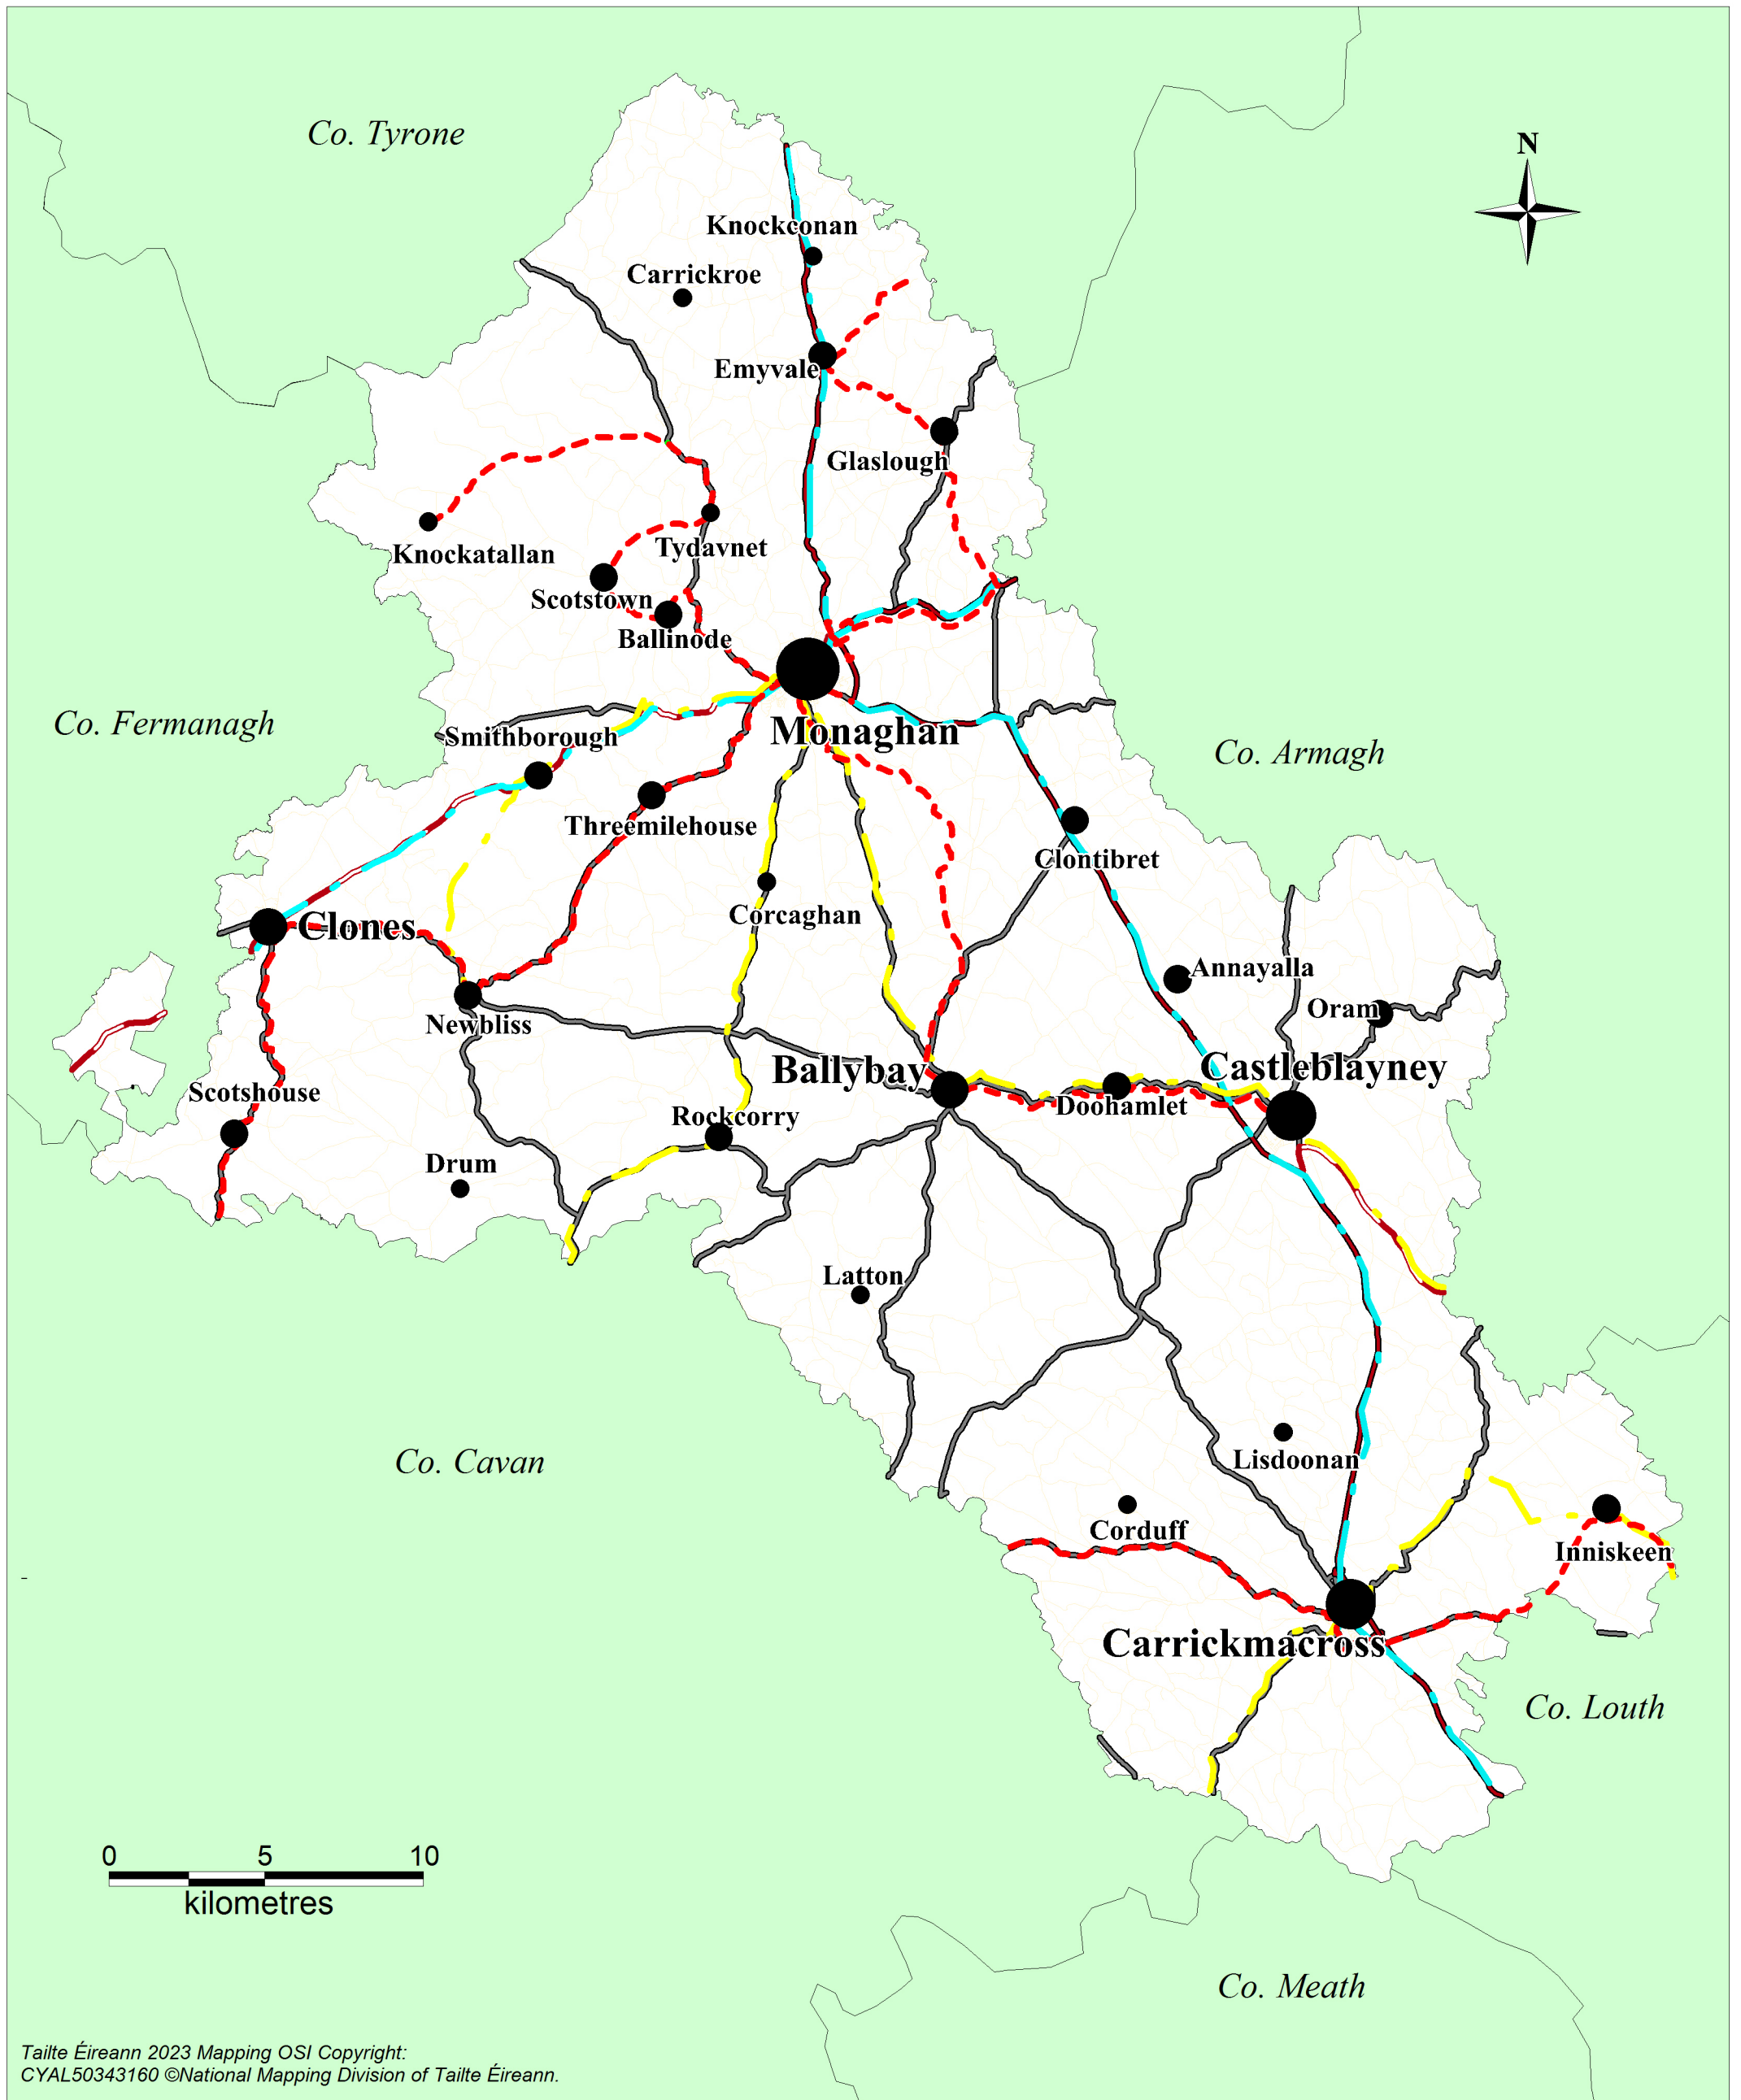 Co. Tyrone
N
Knockconan
Carrickroe
Emyvale
Glaslough
Tydavnet
Knockatallan
Scotstown
Ballinode
Co. Fermanagh
Smithborough
Monaghan
Co. Armagh
Threemilehouse
Clontibret
Corcaghan
Clones
Annayalla
Oram
Newbliss
Ballybay
Castleblayney
Scotshouse
Doohamlet
Rockcorry
Drum
Latton
Co. Cavan
Lisdoonan
Corduff
Inniskeen
Carrickmacross
Co. Louth
0 5 10
kilometres
Co. Meath
Tailte Éireann 2023 Mapping OSI Copyright:
CYAL50343160 ©National Mapping Division of Tailte Éireann.